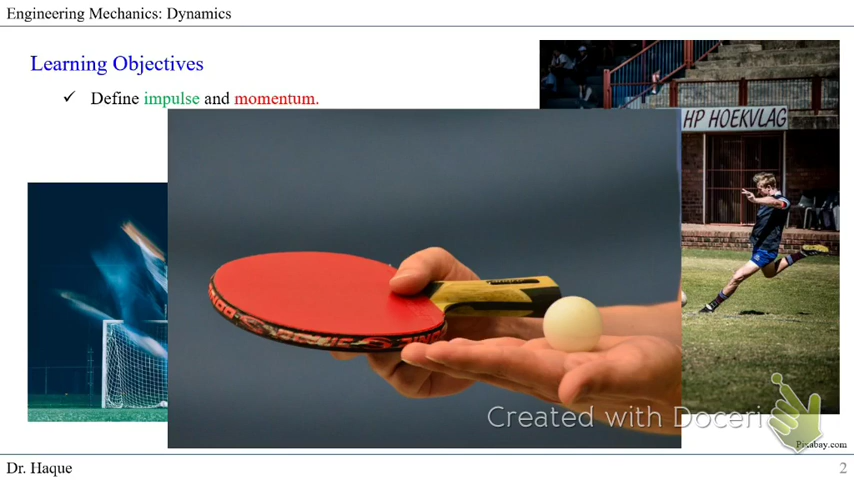 Engineering Mechanics: Dynamics
Learning Objectives
✓ Define impulse and momentum.
HP HOEKVLAG
Created with Doceri
Pixabay.com
Dr. Haque
2